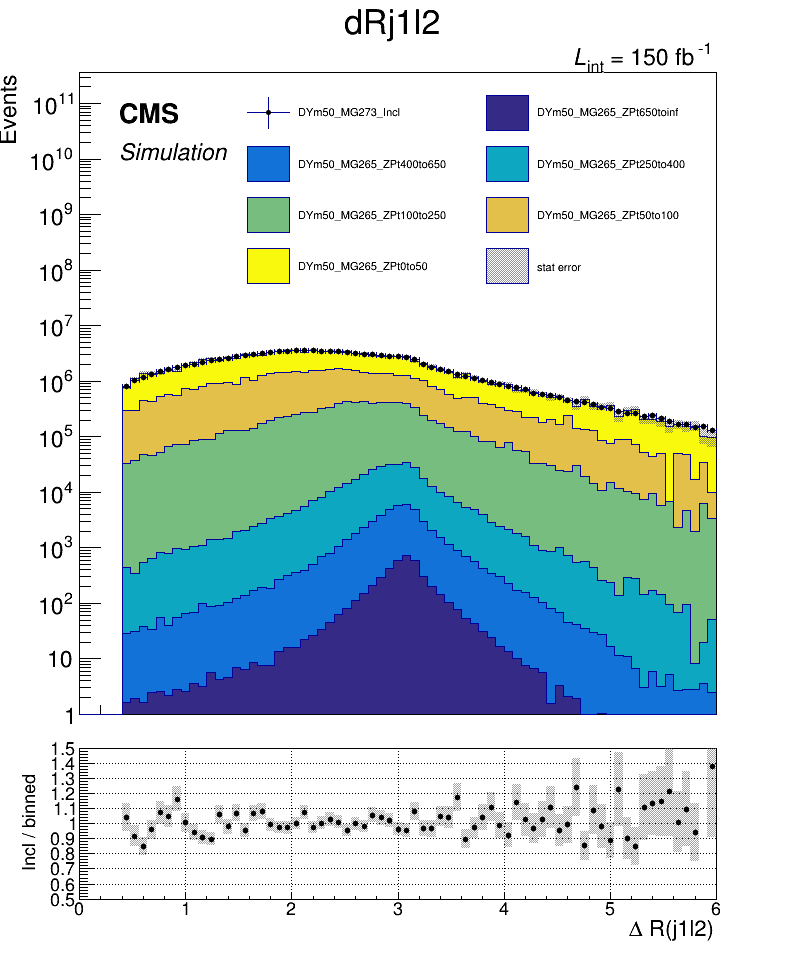 dRj1l2
L_int = 150 fb^-1
Events
CMS
Simulation
DYm50_MG273_Incl
DYm50_MG265_ZPt650toinf
DYm50_MG265_ZPt400to650
DYm50_MG265_ZPt250to400
DYm50_MG265_ZPt100to250
DYm50_MG265_ZPt50to100
DYm50_MG265_ZPt0to50
stat error
10^11
10^10
10^9
10^8
10^7
10^6
10^5
10^4
10^3
10^2
10
1
Incl / binned
1.5
1.4
1.3
1.2
1.1
1
0.9
0.8
0.7
0.6
0.5
0 1 2 3 4 5 6
Δ R(j1l2)